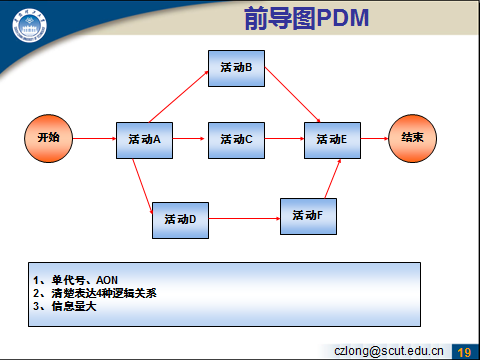 前导图PDM
活动B
开始
活动A
活动C
活动E
结束
活动D
活动F
1、单代号、AON
2、清楚表达4种逻辑关系
3、信息量大
czlong@scut.edu.cn
19